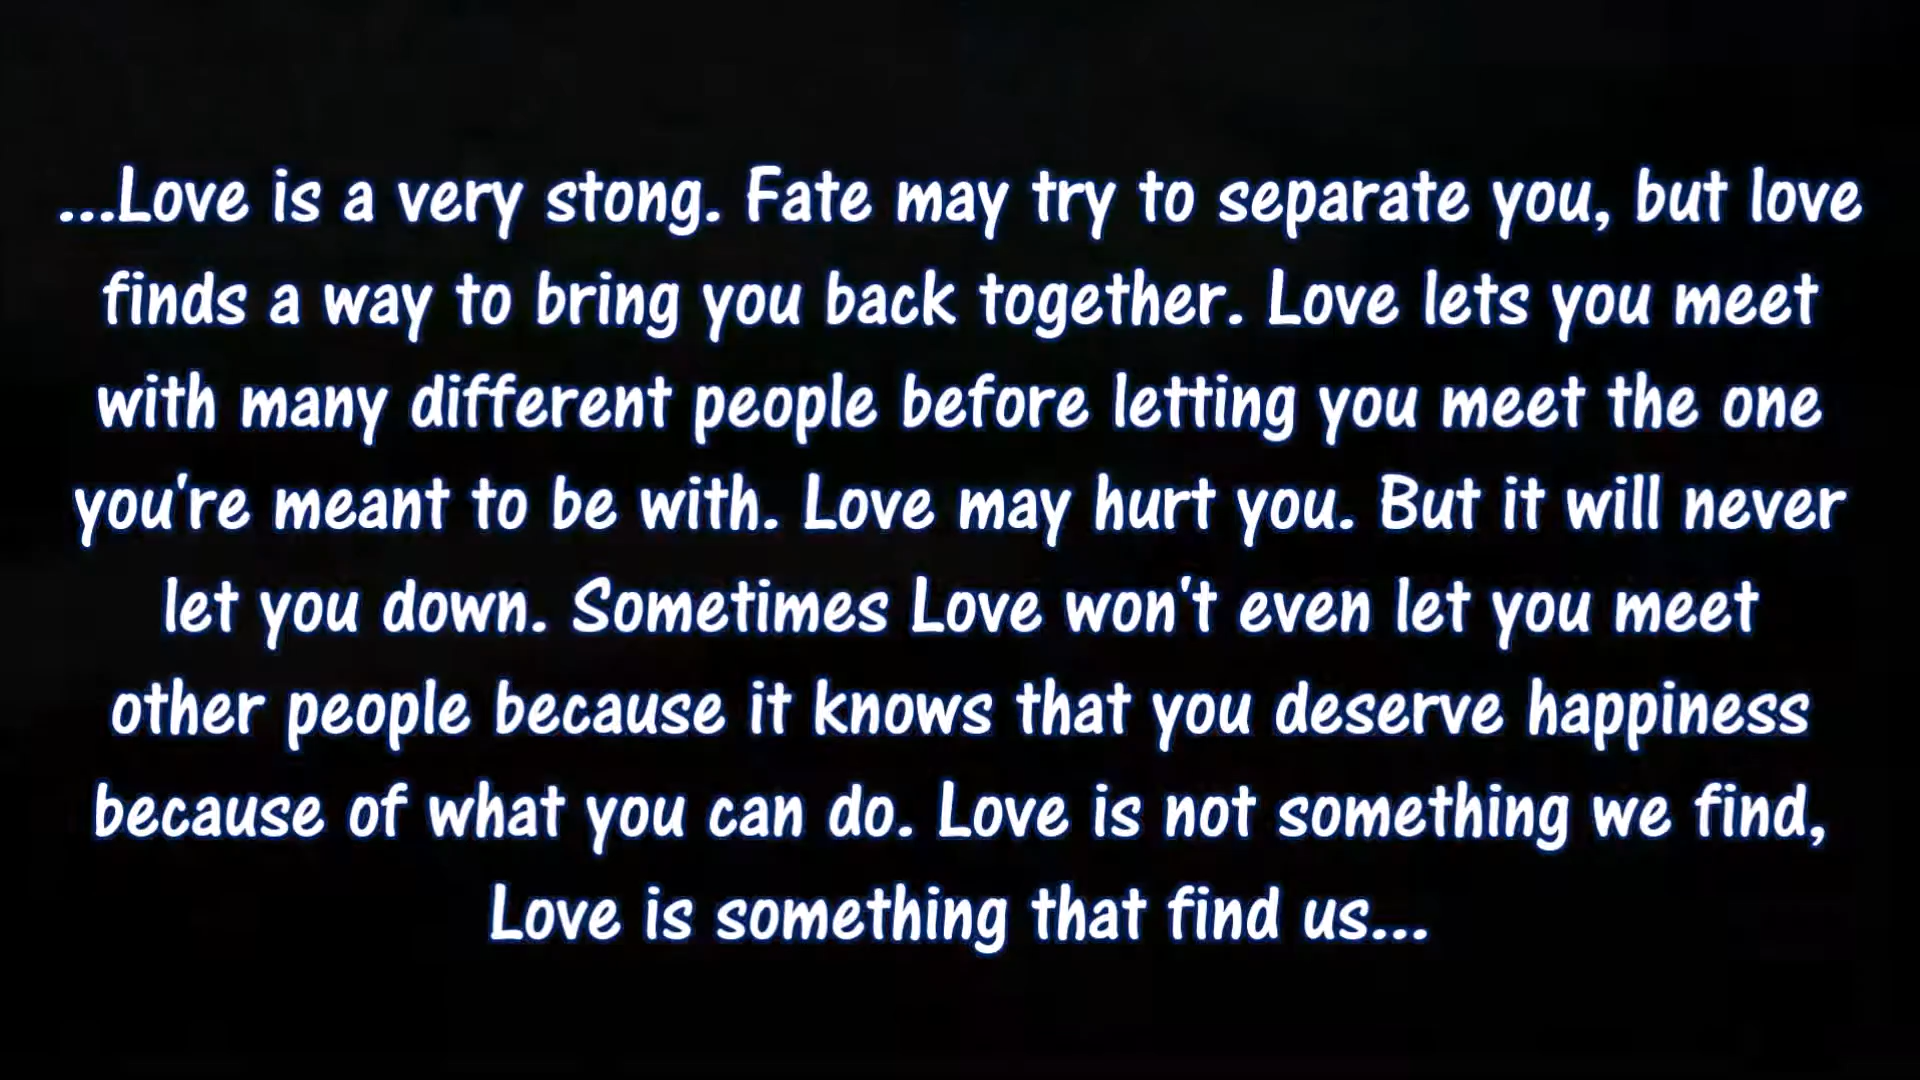 ...Love is a very stong. Fate may try to separate you, but love
finds a way to bring you back together. Love lets you meet
with many different people before letting you meet the one
you're meant to be with. Love may hurt you. But it will never
let you down. Sometimes Love won't even let you meet
other people because it knows that you deserve happiness
because of what you can do. Love is not something we find,
Love is something that find us...